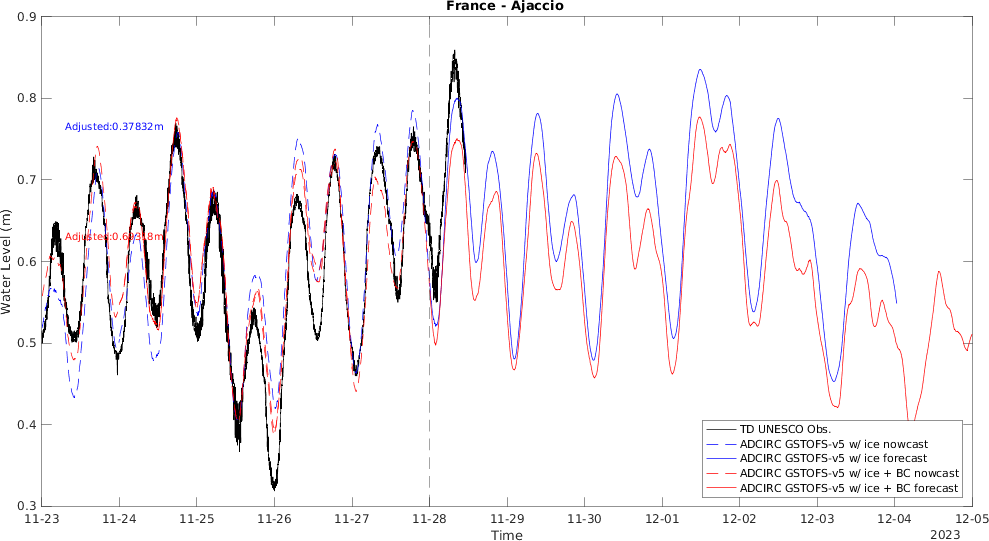 France - Ajaccio
0.9
0.8
0.7
0.6
0.5
0.4
0.3
Water Level (m)
Adjusted:0.37832m
TD UNESCO Obs.
ADCIRC GSTOFS-v5 w/ ice nowcast
ADCIRC GSTOFS-v5 w/ ice forecast
ADCIRC GSTOFS-v5 w/ ice + BC nowcast
ADCIRC GSTOFS-v5 w/ ice + BC forecast
11-23 11-24 11-25 11-26 11-27 11-28 11-29 11-30 12-01 12-02 12-03 12-04 12-05
Time
2023